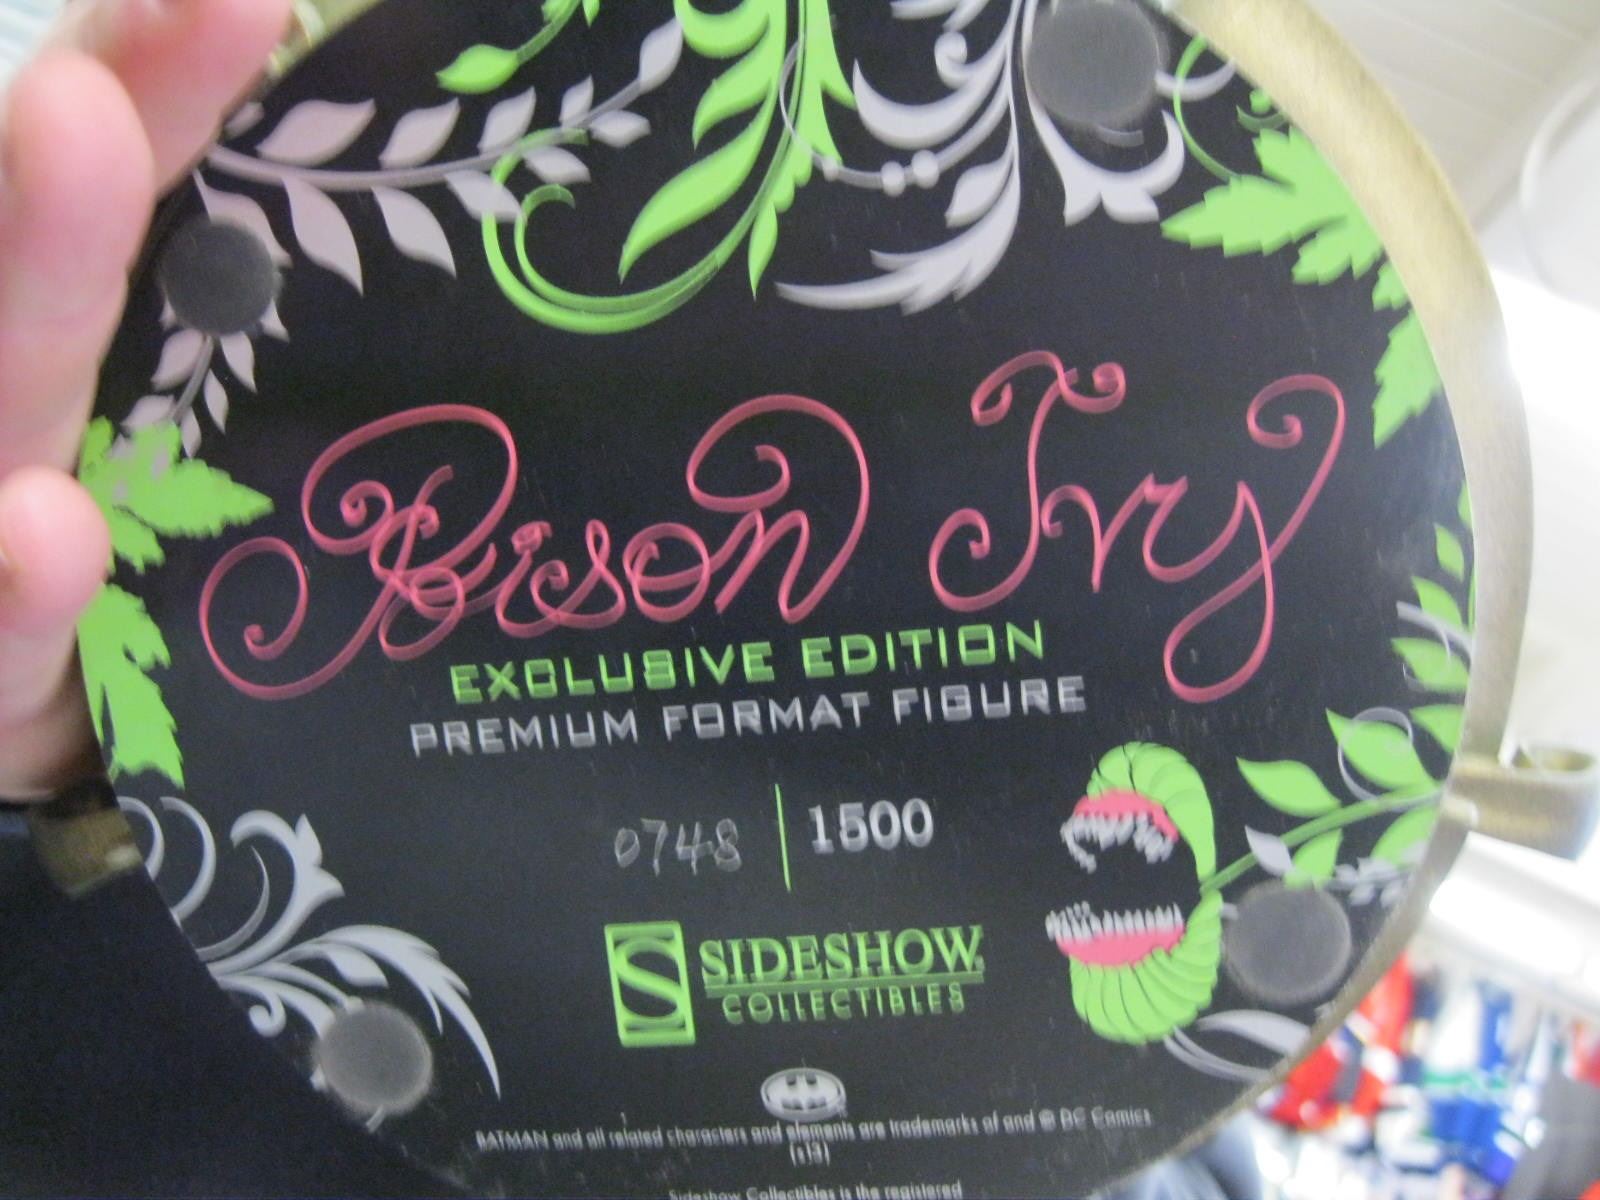 Poison Ivy
EXCLUSIVE EDITION
PREMIUM FORMAT FIGURE
0748 | 1500
S SIDESHOW
COLLECTIBLES
BATMAN and all related characters and elements are trademarks of and © DC Comics
(s13)
Sideshow Collectibles is the registered